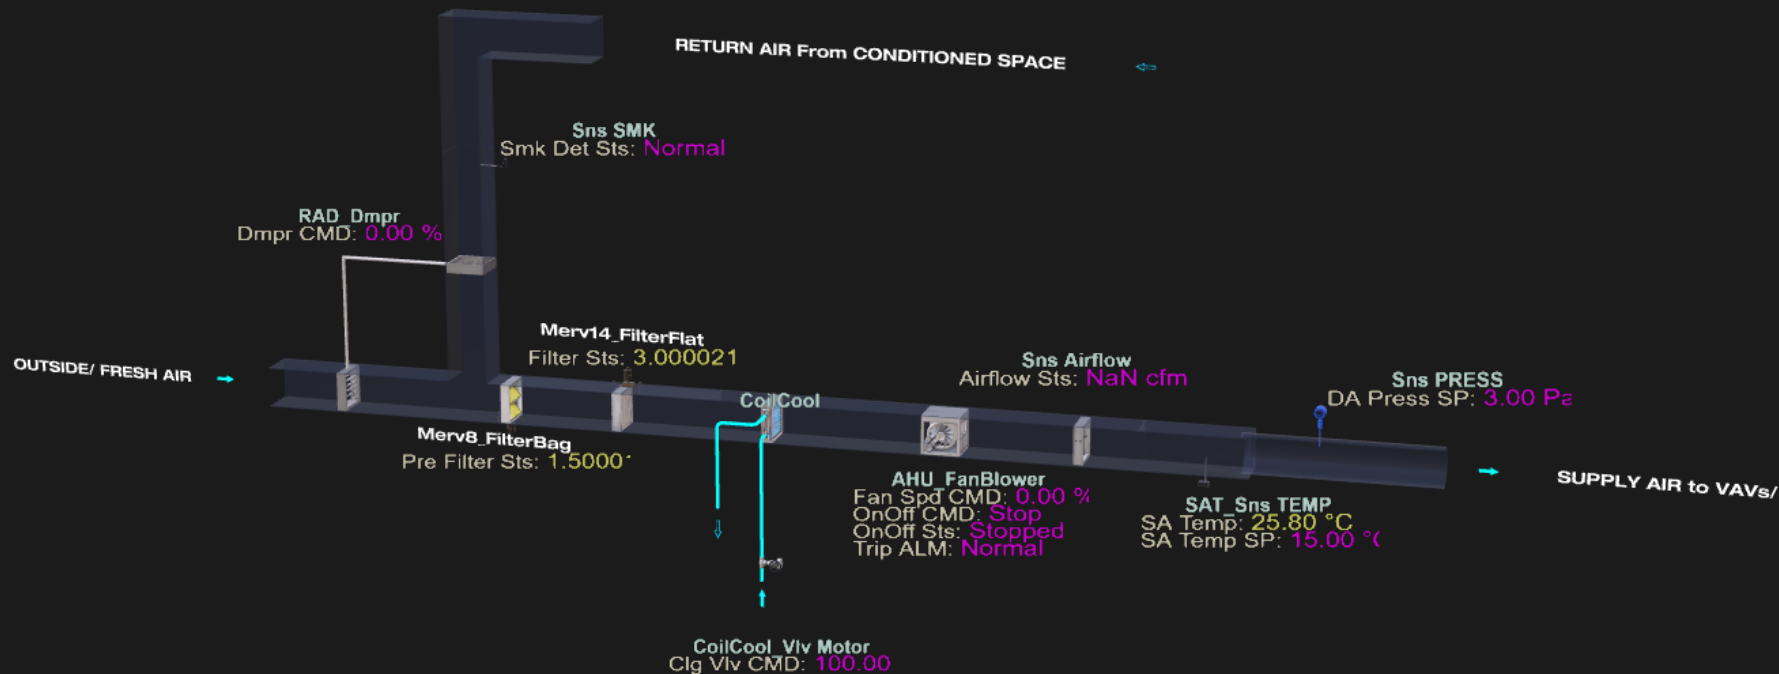 RETURN AIR From CONDITIONED SPACE
Sns SMK
Smk Det Sts: Normal
RAD_Dmpr
Dmpr CMD: 0.00 %
OUTSIDE/ FRESH AIR
Merv14_FilterFlat
Filter Sts: 3.000021
Merv8_FilterBag
Pre Filter Sts: 1.50001
CoilCool
Sns Airflow
Airflow Sts: NaN cfm
Sns PRESS
DA Press SP: 3.00 Pa
AHU_FanBlower
Fan Spd CMD: 0.00 %
OnOff CMD: Stop
OnOff Sts: Stopped
Trip ALM: Normal
SAT_Sns TEMP
SA Temp: 25.80 °C
SA Temp SP: 15.00 °C
SUPPLY AIR to VAVs/
CoilCool_Vlv Motor
Clg Vlv CMD: 100.00